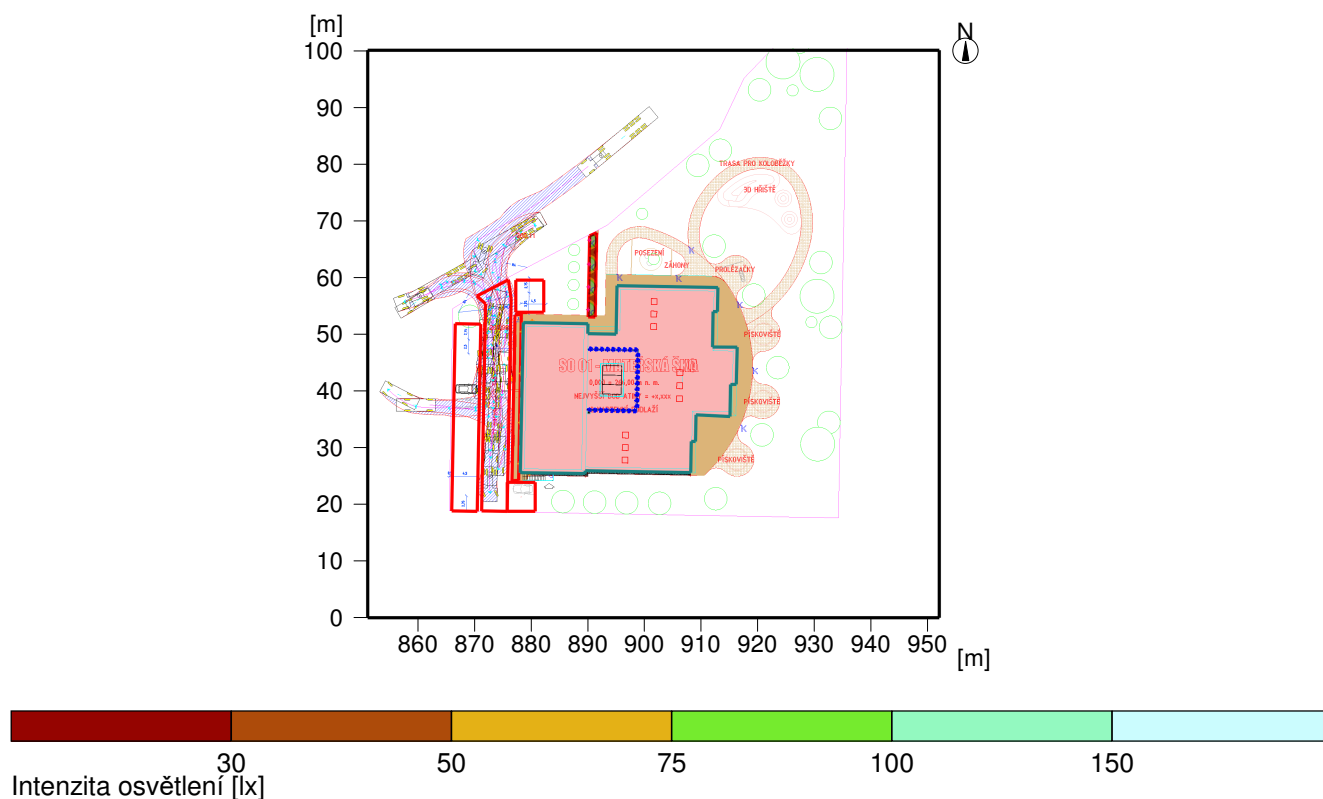 [m]
N
100
90
80
70
60
50
40
30
20
10
0
TRASA PRO KOLOBĚŽKY
3D HŘIŠTĚ
K
POSEZENÍ
ZÁHONY
PROLÉZAČKY
K
K
K
PÍSKOVIŠTĚ
SO 01 - MATEŘSKÁ
K
PÍSKOVIŠTĚ
K
PÍSKOVIŠTĚ
860 870 880 890 900 910 920 930 940 950
[m]
30 50 75 100 150
Intenzita osvětlení [lx]